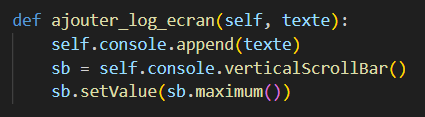 def ajouter_log_ecran(self, texte):
    self.console.append(texte)
    sb = self.console.verticalScrollBar()
    sb.setValue(sb.maximum())